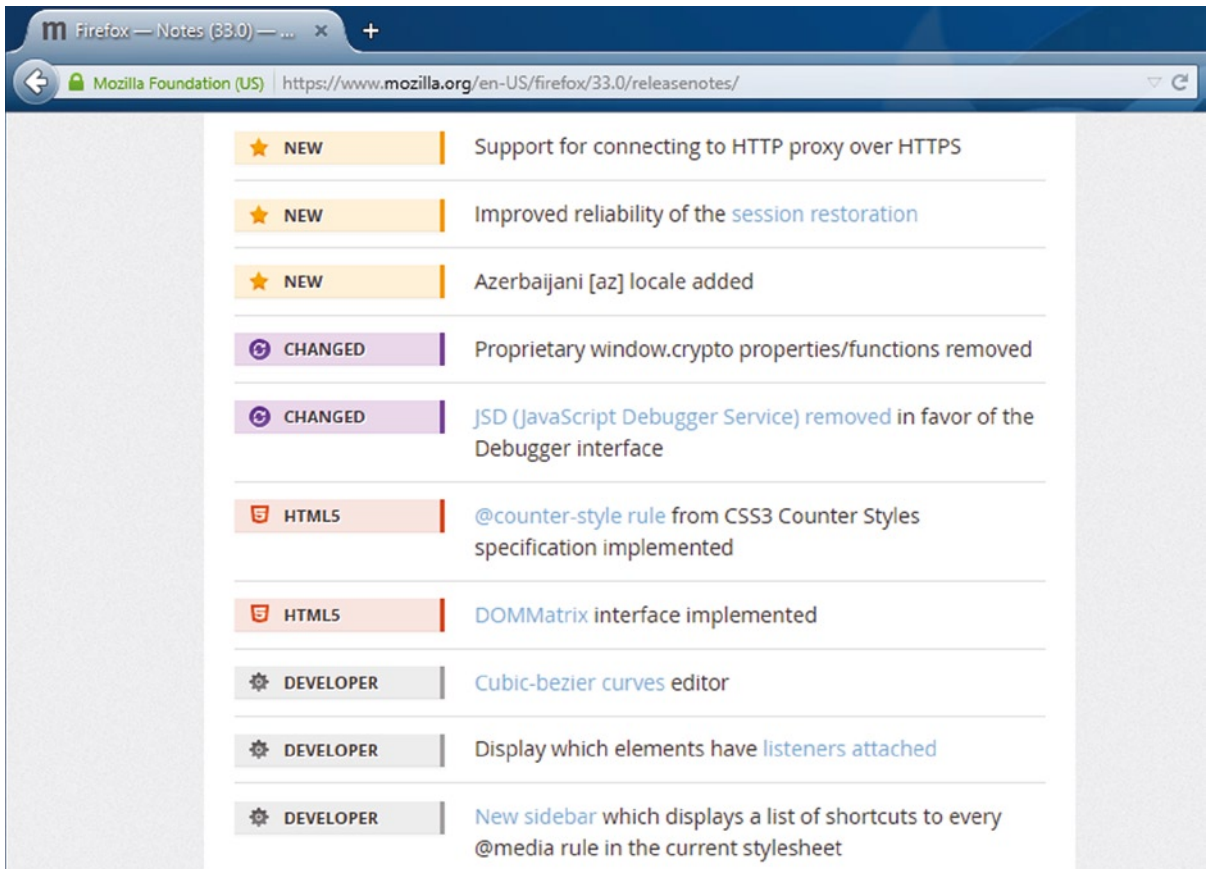 m Firefox — Notes (33.0) — ...
Mozilla Foundation (US) https://www.mozilla.org/en-US/firefox/33.0/releasenotes/
NEW Support for connecting to HTTP proxy over HTTPS
NEW Improved reliability of the session restoration
NEW Azerbaijani [az] locale added
CHANGED Proprietary window.crypto properties/functions removed
CHANGED JSD (JavaScript Debugger Service) removed in favor of the
Debugger interface
HTML5 @counter-style rule from CSS3 Counter Styles
specification implemented
HTML5 DOMMatrix interface implemented
DEVELOPER Cubic-bezier curves editor
DEVELOPER Display which elements have listeners attached
DEVELOPER New sidebar which displays a list of shortcuts to every
@media rule in the current stylesheet